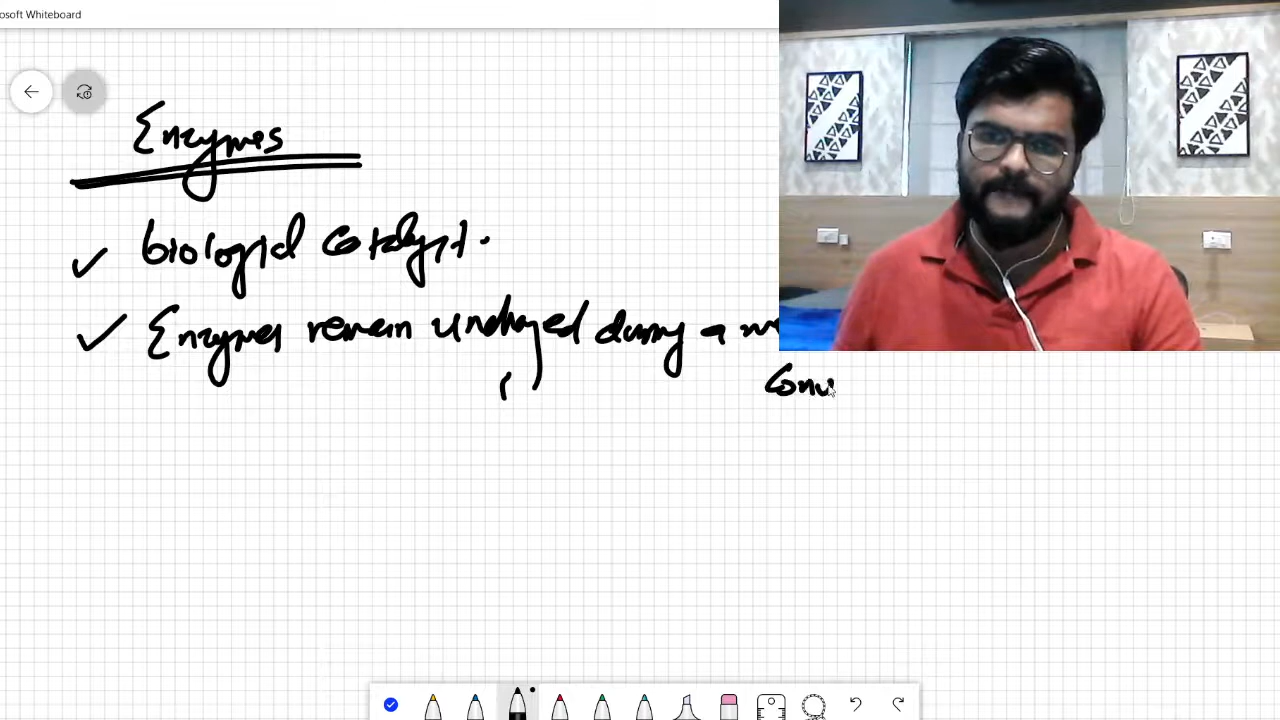 osoft Whiteboard
Enzymes
biological catalyst.
Enzymes remain unchanged during a